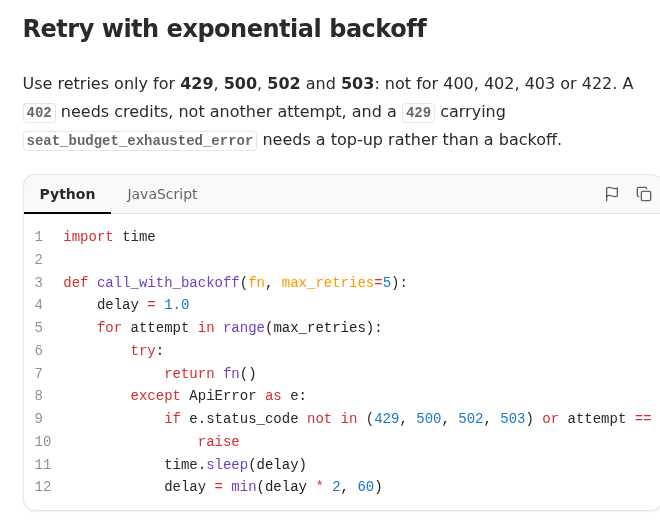 Retry with exponential backoff
Use retries only for 429, 500, 502 and 503: not for 400, 402, 403 or 422. A
402 needs credits, not another attempt, and a 429 carrying
seat_budget_exhausted_error needs a top-up rather than a backoff.
Python JavaScript
1 import time
2
3 def call_with_backoff(fn, max_retries=5):
4     delay = 1.0
5     for attempt in range(max_retries):
6         try:
7             return fn()
8         except ApiError as e:
9             if e.status_code not in (429, 500, 502, 503) or attempt ==
10                 raise
11             time.sleep(delay)
12             delay = min(delay * 2, 60)